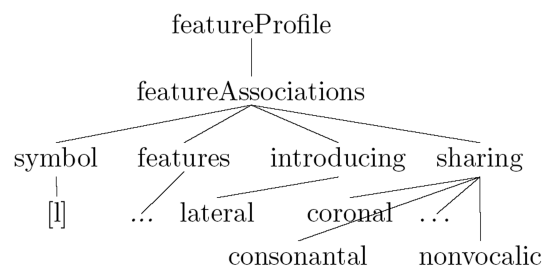 featureProfile
featureAssociations
symbol features introducing sharing
[l] ... lateral coronal ...
consonantal nonvocalic